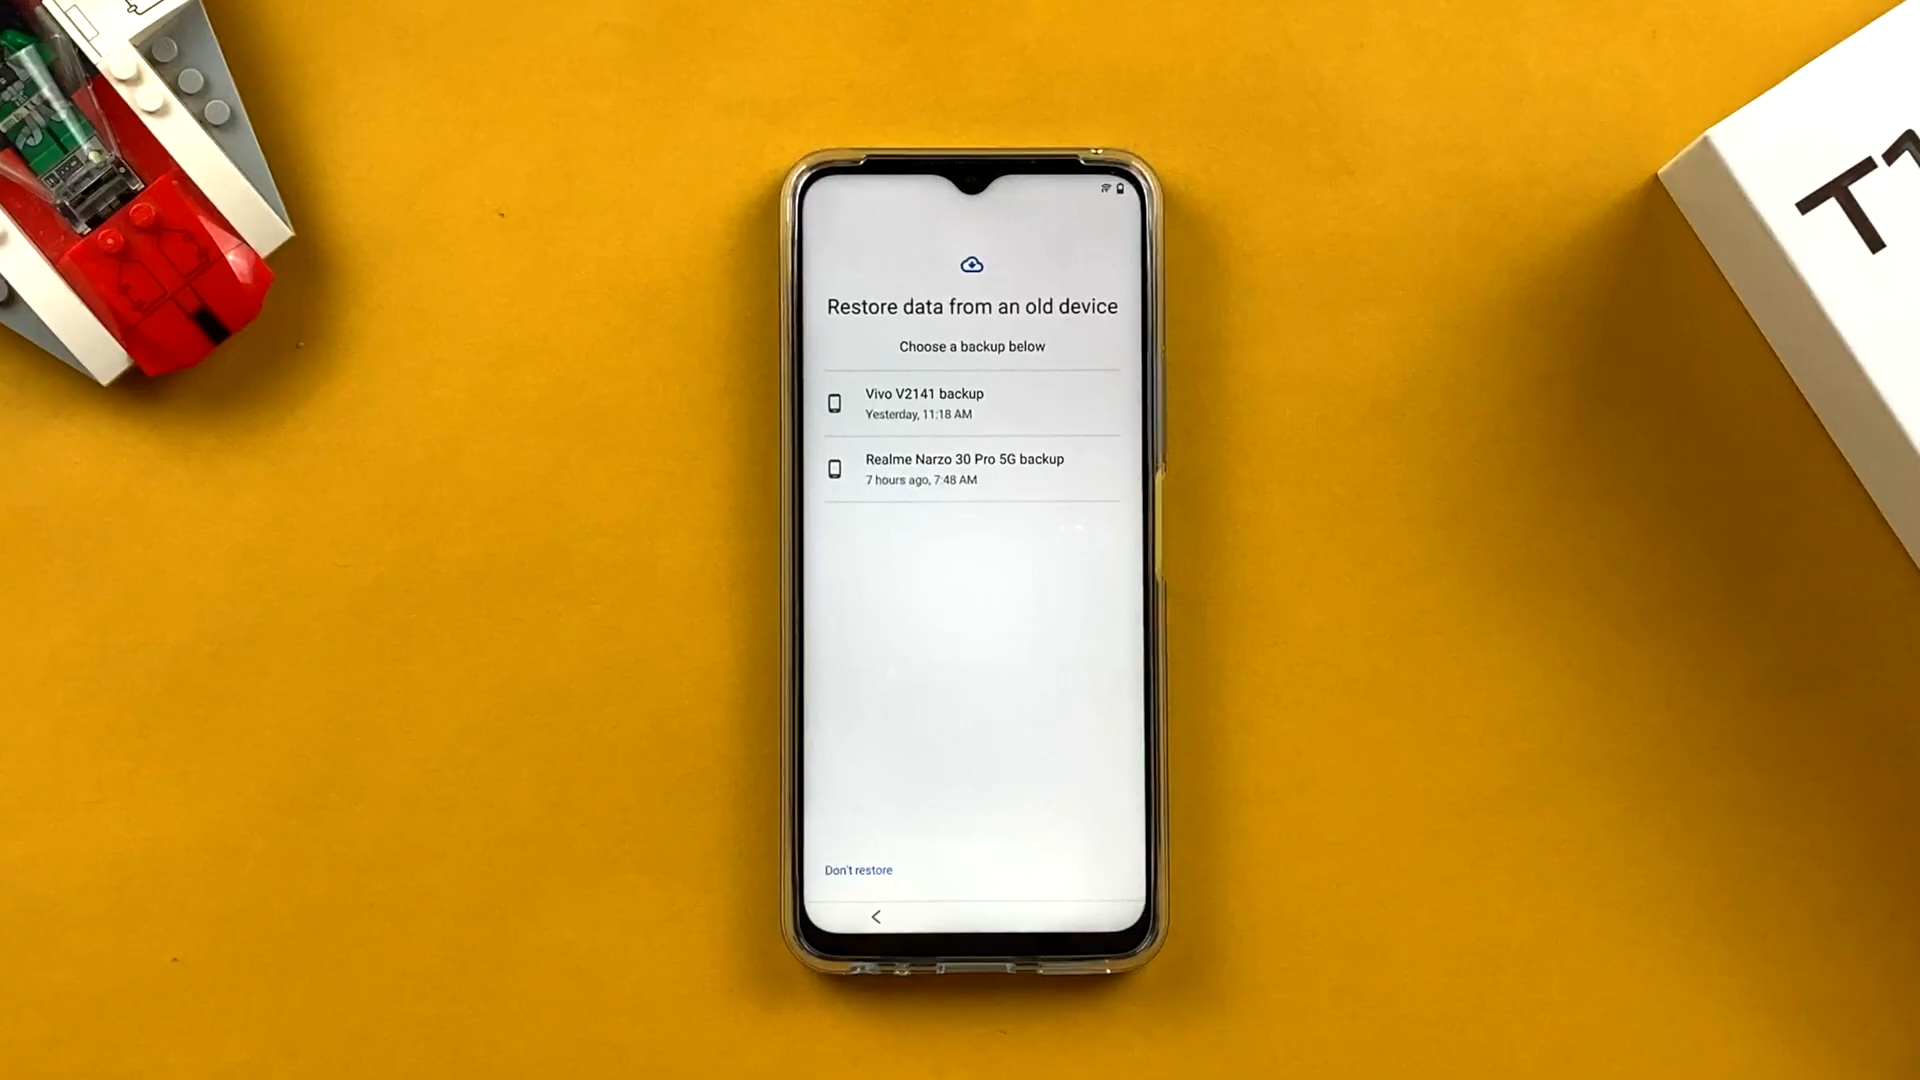 Restore data from an old device
Choose a backup below
Vivo V2141 backup
Yesterday, 11:18 AM
Realme Narzo 30 Pro 5G backup
7 hours ago, 7:48 AM
Don't restore
T1